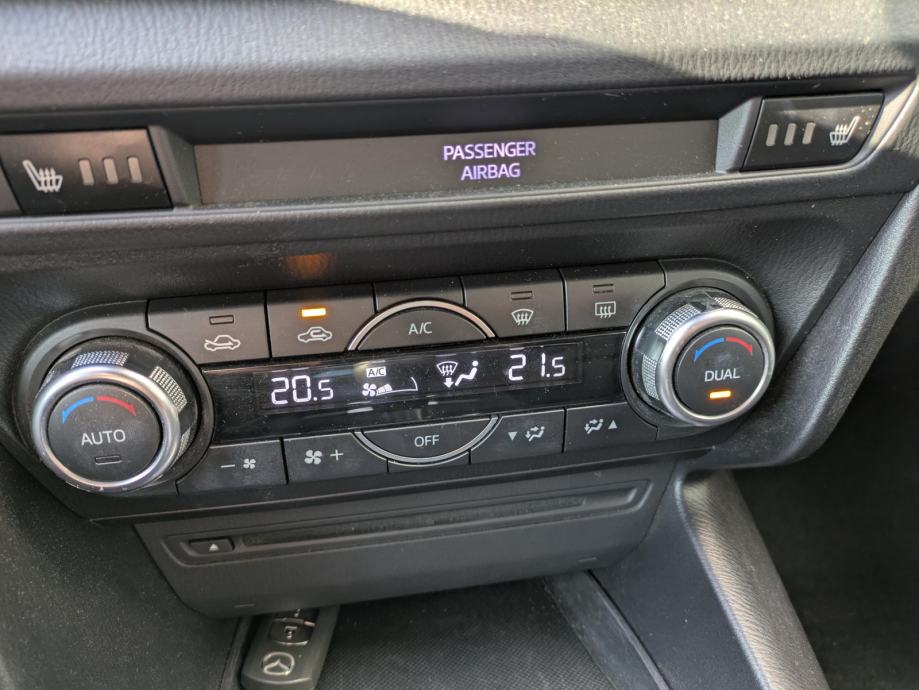 PASSENGER
AIRBAG
A/C
20.5
A/C
21.5
AUTO
DUAL
OFF